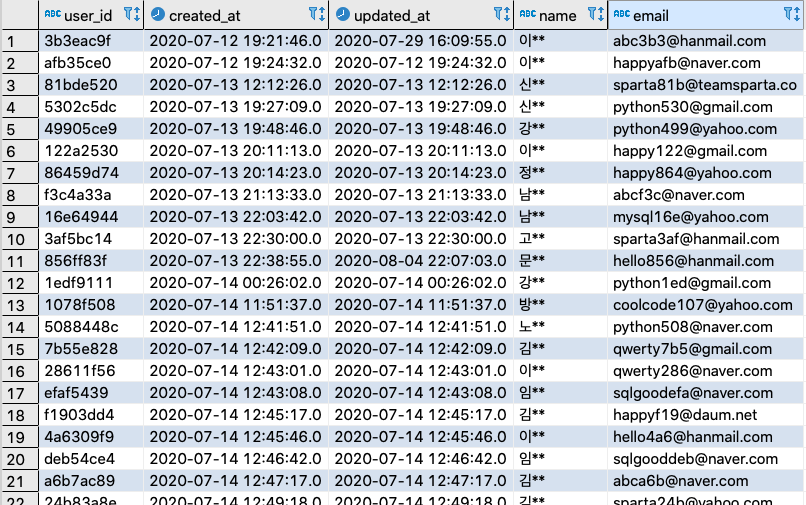 ABC user_id created_at updated_at ABC name ABC email
1 3b3eac9f 2020-07-12 19:21:46.0 2020-07-29 16:09:55.0 이** abc3b3@hanmail.com
2 afb35ce0 2020-07-12 19:24:32.0 2020-07-12 19:24:32.0 이** happyafb@naver.com
3 81bde520 2020-07-13 12:12:26.0 2020-07-13 12:12:26.0 신** sparta81b@teamsparta.co
4 5302c5dc 2020-07-13 19:27:09.0 2020-07-13 19:27:09.0 신** python530@gmail.com
5 49905ce9 2020-07-13 19:48:46.0 2020-07-13 19:48:46.0 강** python499@yahoo.com
6 122a2530 2020-07-13 20:11:13.0 2020-07-13 20:11:13.0 이** happy122@gmail.com
7 86459d74 2020-07-13 20:14:23.0 2020-07-13 20:14:23.0 정** happy864@yahoo.com
8 f3c4a33a 2020-07-13 21:13:33.0 2020-07-13 21:13:33.0 남** abcf3c@naver.com
9 16e64944 2020-07-13 22:03:42.0 2020-07-13 22:03:42.0 남** mysql16e@yahoo.com
10 3af5bc14 2020-07-13 22:30:00.0 2020-07-13 22:30:00.0 고** sparta3af@hanmail.com
11 856ff83f 2020-07-13 22:38:55.0 2020-08-04 22:07:03.0 문** hello856@hanmail.com
12 1edf9111 2020-07-14 00:26:02.0 2020-07-14 00:26:02.0 강** python1ed@gmail.com
13 1078f508 2020-07-14 11:51:37.0 2020-07-14 11:51:37.0 방** coolcode107@yahoo.com
14 5088448c 2020-07-14 12:41:51.0 2020-07-14 12:41:51.0 노** python508@naver.com
15 7b55e828 2020-07-14 12:42:09.0 2020-07-14 12:42:09.0 김** qwerty7b5@gmail.com
16 28611f56 2020-07-14 12:43:01.0 2020-07-14 12:43:01.0 이** qwerty286@naver.com
17 efaf5439 2020-07-14 12:43:08.0 2020-07-14 12:43:08.0 임** sqlgoodefa@naver.com
18 f1903dd4 2020-07-14 12:45:17.0 2020-07-14 12:45:17.0 김** happyf19@daum.net
19 4a6309f9 2020-07-14 12:45:46.0 2020-07-14 12:45:46.0 이** hello4a6@hanmail.com
20 deb54ce4 2020-07-14 12:46:42.0 2020-07-14 12:46:42.0 임** sqlgooddeb@naver.com
21 a6b7ac89 2020-07-14 12:47:17.0 2020-07-14 12:47:17.0 김** abca6b@naver.com
22 24b83a8e 2020-07-14 12:49:18.0 2020-07-14 12:49:18.0 김** sparta24b@yahoo.com